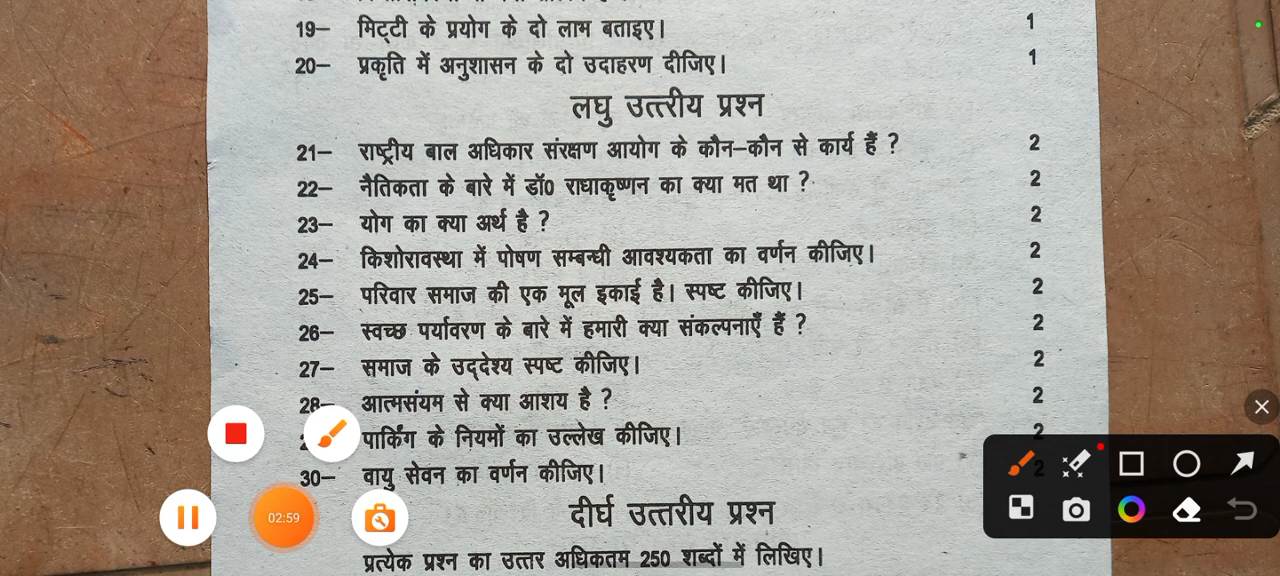 19– मिट्टी के प्रयोग के दो लाभ बताइए। 1
20– प्रकृति में अनुशासन के दो उदाहरण दीजिए। 1
लघु उत्तरीय प्रश्न
21– राष्ट्रीय बाल अधिकार संरक्षण आयोग के कौन–कौन से कार्य हैं ? 2
22– नैतिकता के बारे में डॉ0 राधाकृष्णन का क्या मत था ? 2
23– योग का क्या अर्थ है ? 2
24– किशोरावस्था में पोषण सम्बन्धी आवश्यकता का वर्णन कीजिए। 2
25– परिवार समाज की एक मूल इकाई है। स्पष्ट कीजिए। 2
26– स्वच्छ पर्यावरण के बारे में हमारी क्या संकल्पनाएँ हैं ? 2
27– समाज के उद्देश्य स्पष्ट कीजिए। 2
28– आत्मसंयम से क्या आशय है ? 2
पार्किंग के नियमों का उल्लेख कीजिए। 2
30– वायु सेवन का वर्णन कीजिए। 2
02:59
दीर्घ उत्तरीय प्रश्न
प्रत्येक प्रश्न का उत्तर अधिकतम 250 शब्दों में लिखिए।